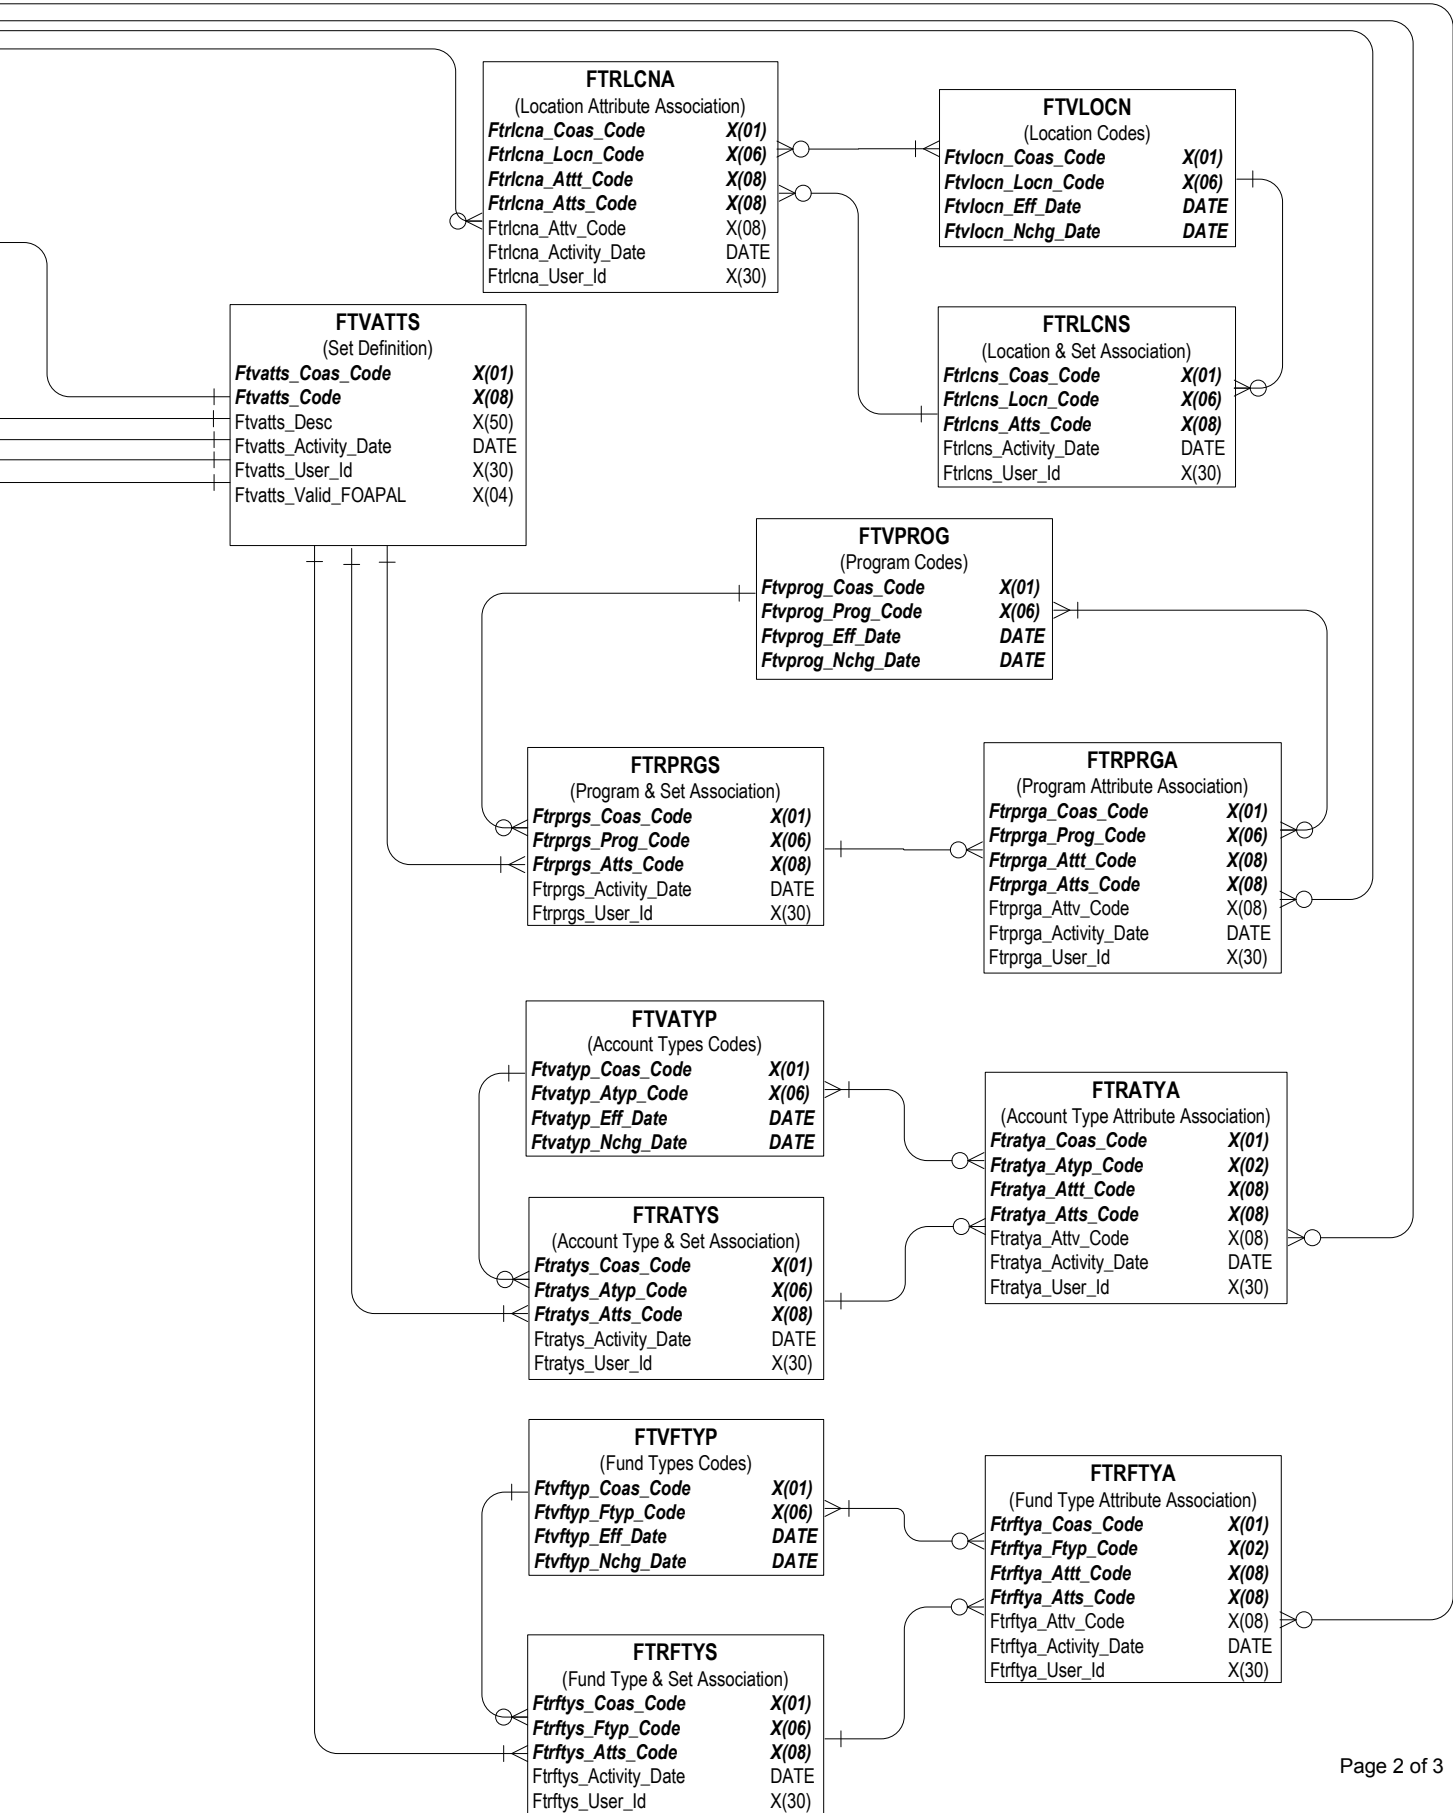 FTRLCNA
(Location Attribute Association)
Ftrlcna_Coas_Code X(01)
Ftrlcna_Locn_Code X(06)
Ftrlcna_Attt_Code X(08)
Ftrlcna_Atts_Code X(08)
Ftrlcna_Attv_Code X(08)
Ftrlcna_Activity_Date DATE
Ftrlcna_User_Id X(30)
FTVLOCN
(Location Codes)
Ftvlocn_Coas_Code X(01)
Ftvlocn_Locn_Code X(06)
Ftvlocn_Eff_Date DATE
Ftvlocn_Nchg_Date DATE
FTVATTS
(Set Definition)
Ftvatts_Coas_Code X(01)
Ftvatts_Code X(08)
Ftvatts_Desc X(50)
Ftvatts_Activity_Date DATE
Ftvatts_User_Id X(30)
Ftvatts_Valid_FOAPAL X(04)
FTRLCNS
(Location & Set Association)
Ftrlcns_Coas_Code X(01)
Ftrlcns_Locn_Code X(06)
Ftrlcns_Atts_Code X(08)
Ftrlcns_Activity_Date DATE
Ftrlcns_User_Id X(30)
FTVPROG
(Program Codes)
Ftvprog_Coas_Code X(01)
Ftvprog_Prog_Code X(06)
Ftvprog_Eff_Date DATE
Ftvprog_Nchg_Date DATE
FTRPRGS
(Program & Set Association)
Ftrprgs_Coas_Code X(01)
Ftrprgs_Prog_Code X(06)
Ftrprgs_Atts_Code X(08)
Ftrprgs_Activity_Date DATE
Ftrprgs_User_Id X(30)
FTRPRGA
(Program Attribute Association)
Ftrprga_Coas_Code X(01)
Ftrprga_Prog_Code X(06)
Ftrprga_Attt_Code X(08)
Ftrprga_Atts_Code X(08)
Ftrprga_Attv_Code X(08)
Ftrprga_Activity_Date DATE
Ftrprga_User_Id X(30)
FTVATYP
(Account Types Codes)
Ftvatyp_Coas_Code X(01)
Ftvatyp_Atyp_Code X(06)
Ftvatyp_Eff_Date DATE
Ftvatyp_Nchg_Date DATE
FTRATYA
(Account Type Attribute Association)
Ftratya_Coas_Code X(01)
Ftratya_Atyp_Code X(02)
Ftratya_Attt_Code X(08)
Ftratya_Atts_Code X(08)
Ftratya_Attv_Code X(08)
Ftratya_Activity_Date DATE
Ftratya_User_Id X(30)
FTRATYS
(Account Type & Set Association)
Ftratys_Coas_Code X(01)
Ftratys_Atyp_Code X(06)
Ftratys_Atts_Code X(08)
Ftratys_Activity_Date DATE
Ftratys_User_Id X(30)
FTVFTYP
(Fund Types Codes)
Ftvftyp_Coas_Code X(01)
Ftvftyp_Ftyp_Code X(06)
Ftvftyp_Eff_Date DATE
Ftvftyp_Nchg_Date DATE
FTRFTYA
(Fund Type Attribute Association)
Ftrftya_Coas_Code X(01)
Ftrftya_Ftyp_Code X(02)
Ftrftya_Attt_Code X(08)
Ftrftya_Atts_Code X(08)
Ftrftya_Attv_Code X(08)
Ftrftya_Activity_Date DATE
Ftrftya_User_Id X(30)
FTRFTYS
(Fund Type & Set Association)
Ftrftys_Coas_Code X(01)
Ftrftys_Ftyp_Code X(06)
Ftrftys_Atts_Code X(08)
Ftrftys_Activity_Date DATE
Ftrftys_User_Id X(30)
Page 2 of 3